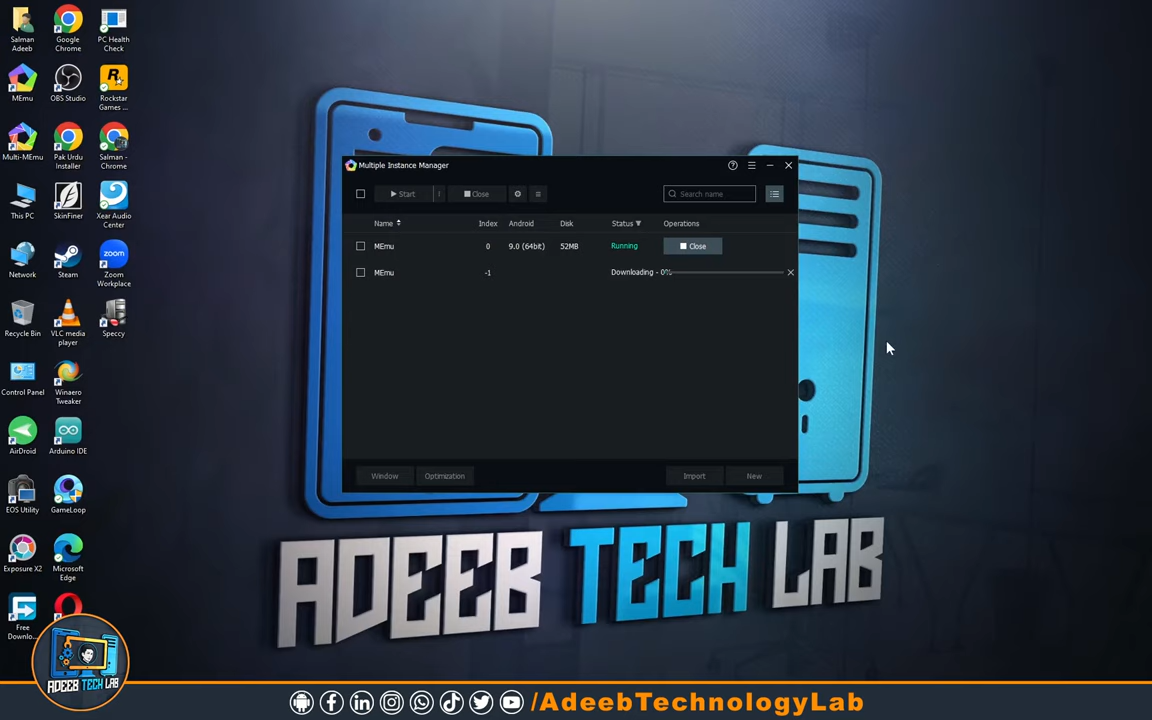 Salman
Adeeb
Google
Chrome
PC Health
Check
MEmu
OBS Studio
Rockstar
Games ...
Multi-MEmu
Pak Urdu
Installer
Salman -
Chrome
This PC
SkinFiner
Xear Audio
Center
Network
Steam
Zoom
Workplace
Recycle Bin
VLC media
player
Speccy
Control Panel
Winaero
Tweaker
AirDroid
Arduino IDE
EOS Utility
GameLoop
Exposure X2
Microsoft
Edge
Free
Downlo...
Multiple Instance Manager
Start
Close
Search name
Name Index Android Disk Status Operations
MEmu 0 9.0 (64bit) 52MB Running Close
MEmu -1 Downloading - 0%
Window Optimization Import New
ADEEB TECH LAB
ADEEB TECH LAB
/AdeebTechnologyLab